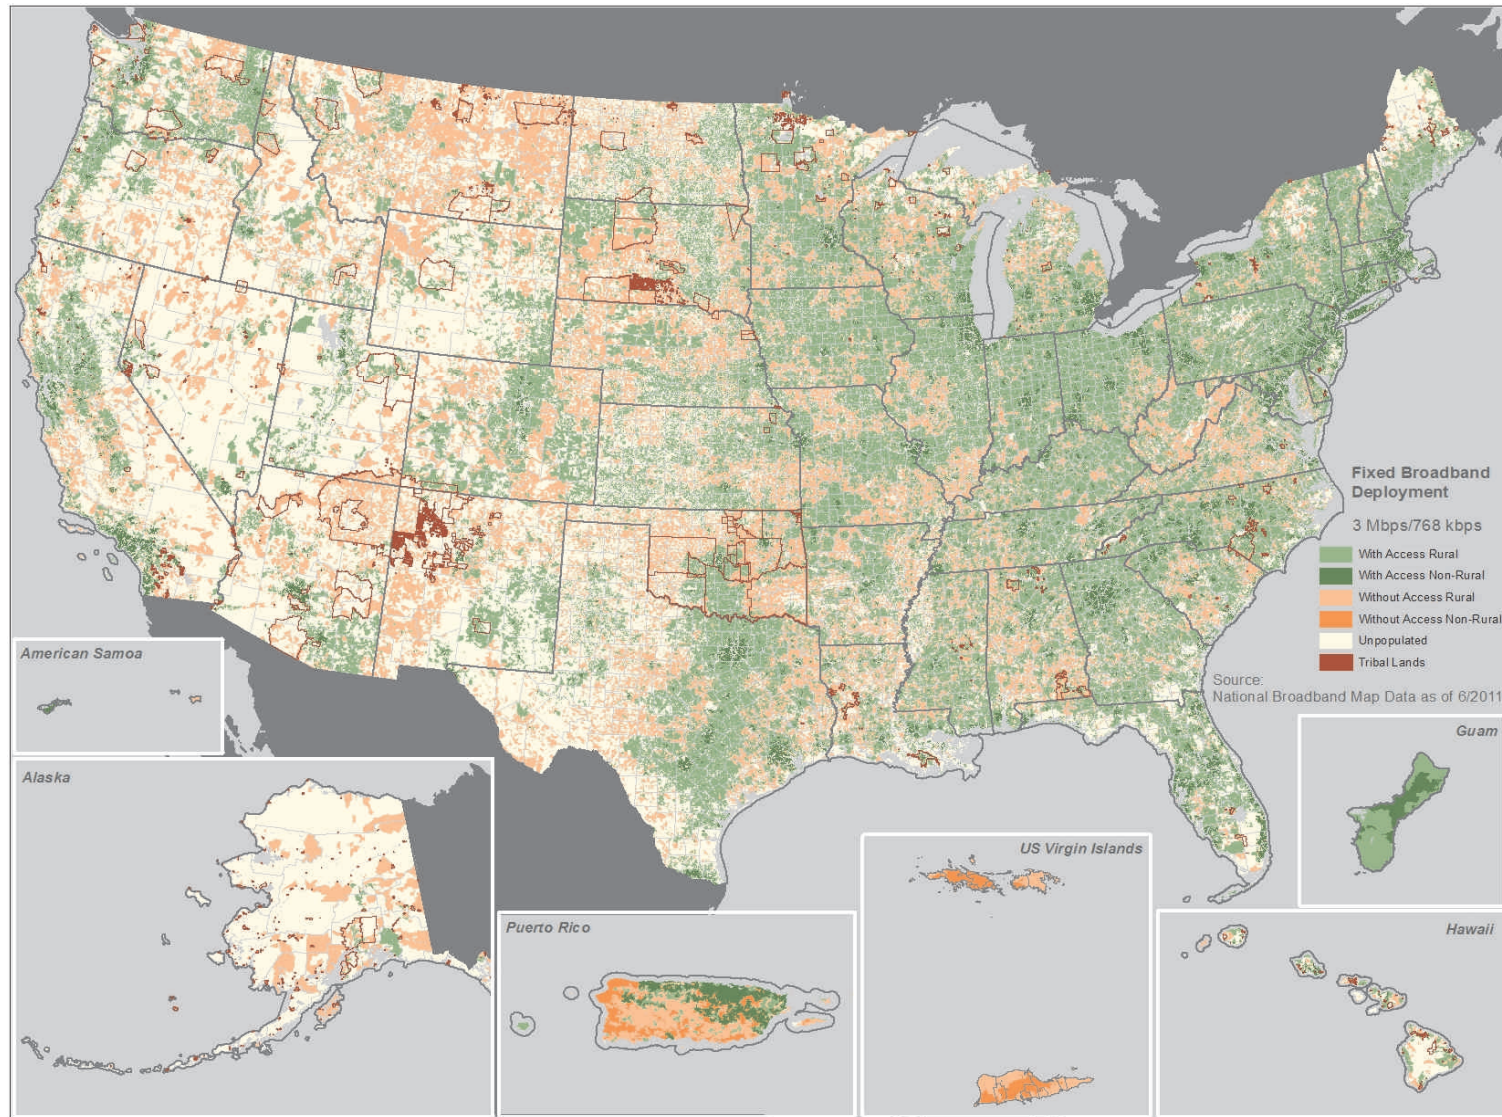 Fixed Broadband
Deployment
3 Mbps/768 kbps
With Access Rural
With Access Non-Rural
Without Access Rural
Without Access Non-Rural
Unpopulated
Tribal Lands
Source:
National Broadband Map Data as of 6/2011
American Samoa
Alaska
Puerto Rico
US Virgin Islands
Guam
Hawaii